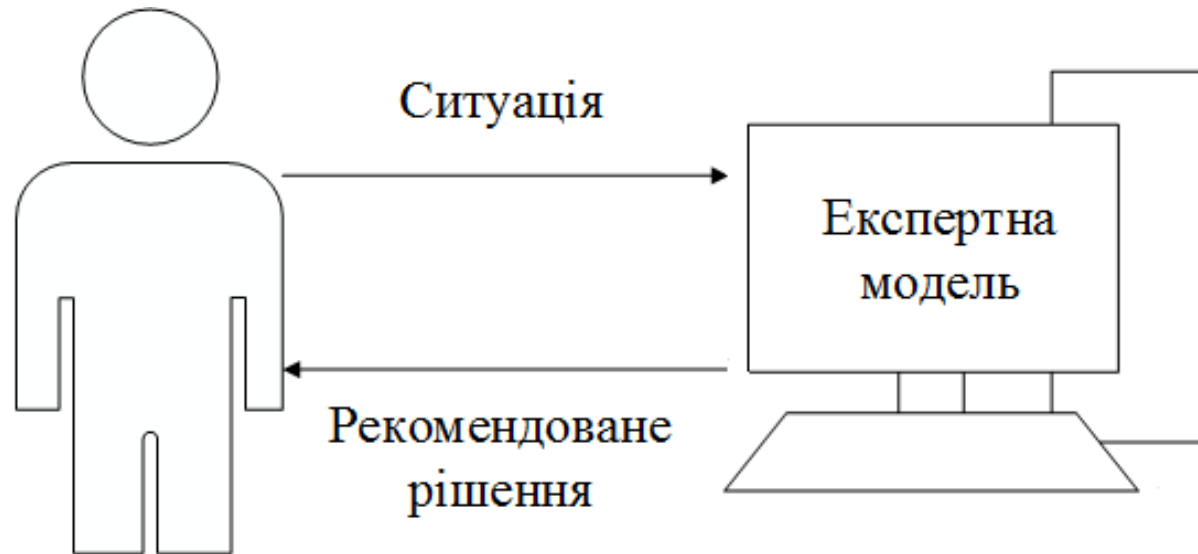 Ситуація
Експертна
модель
Рекомендоване
рішення